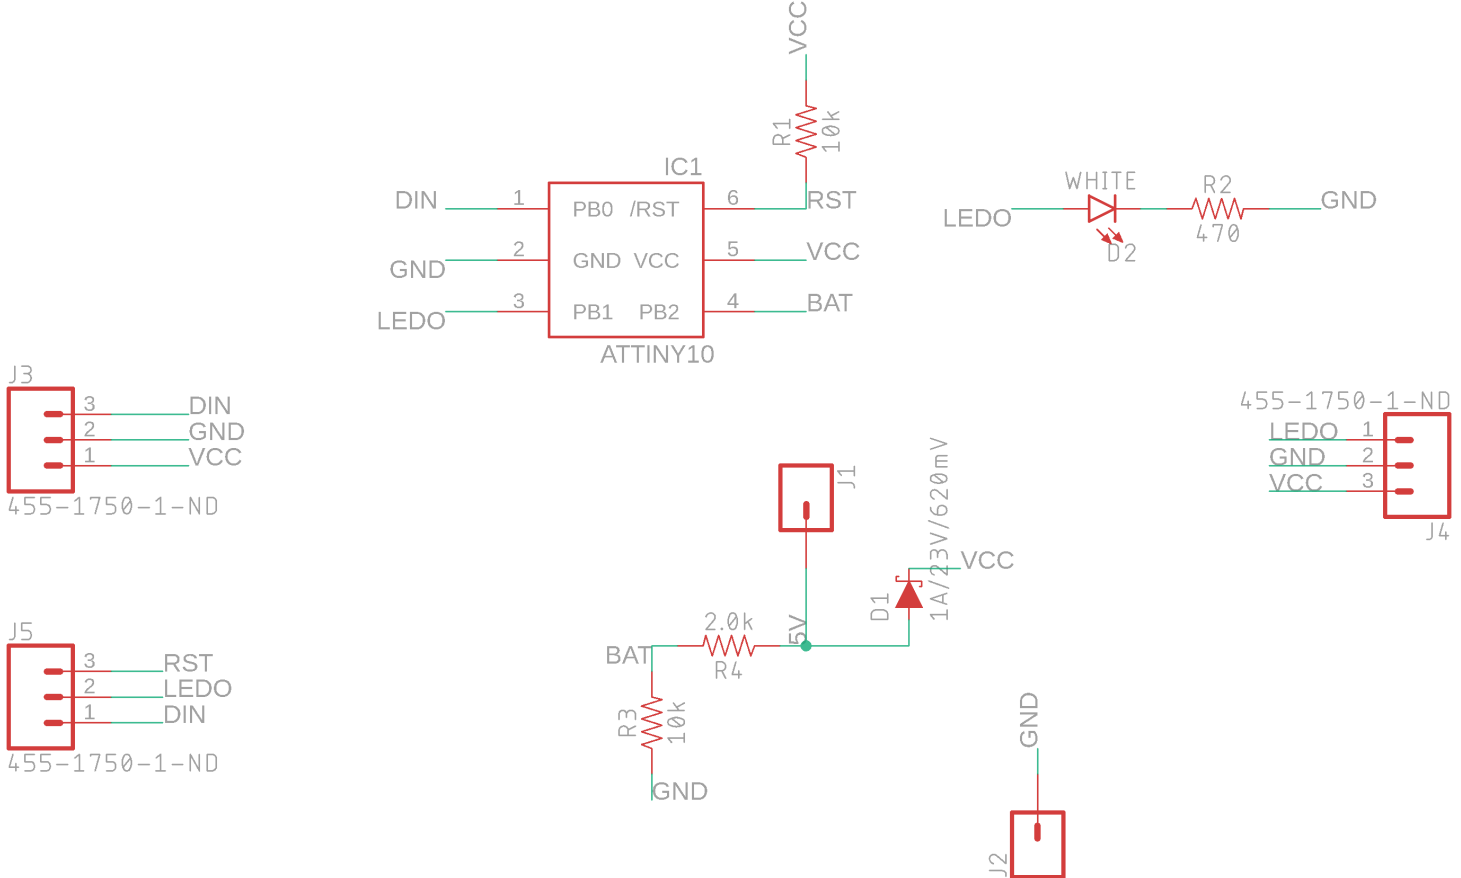 VCC
R1
10k
IC1
DIN 1 PB0 /RST 6 RST
GND 2 GND VCC 5 VCC
LEDO 3 PB1 PB2 4 BAT
ATTINY10
WHITE
LEDO
D2
R2
470
GND
J3
3 DIN
2 GND
1 VCC
455-1750-1-ND
455-1750-1-ND
LEDO 1
GND 2
VCC 3
J4
J1
5V
D1
1A/23V/620mV
VCC
2.0k
R4
BAT
R3
10k
GND
J5
3 RST
2 LEDO
1 DIN
455-1750-1-ND
GND
J2